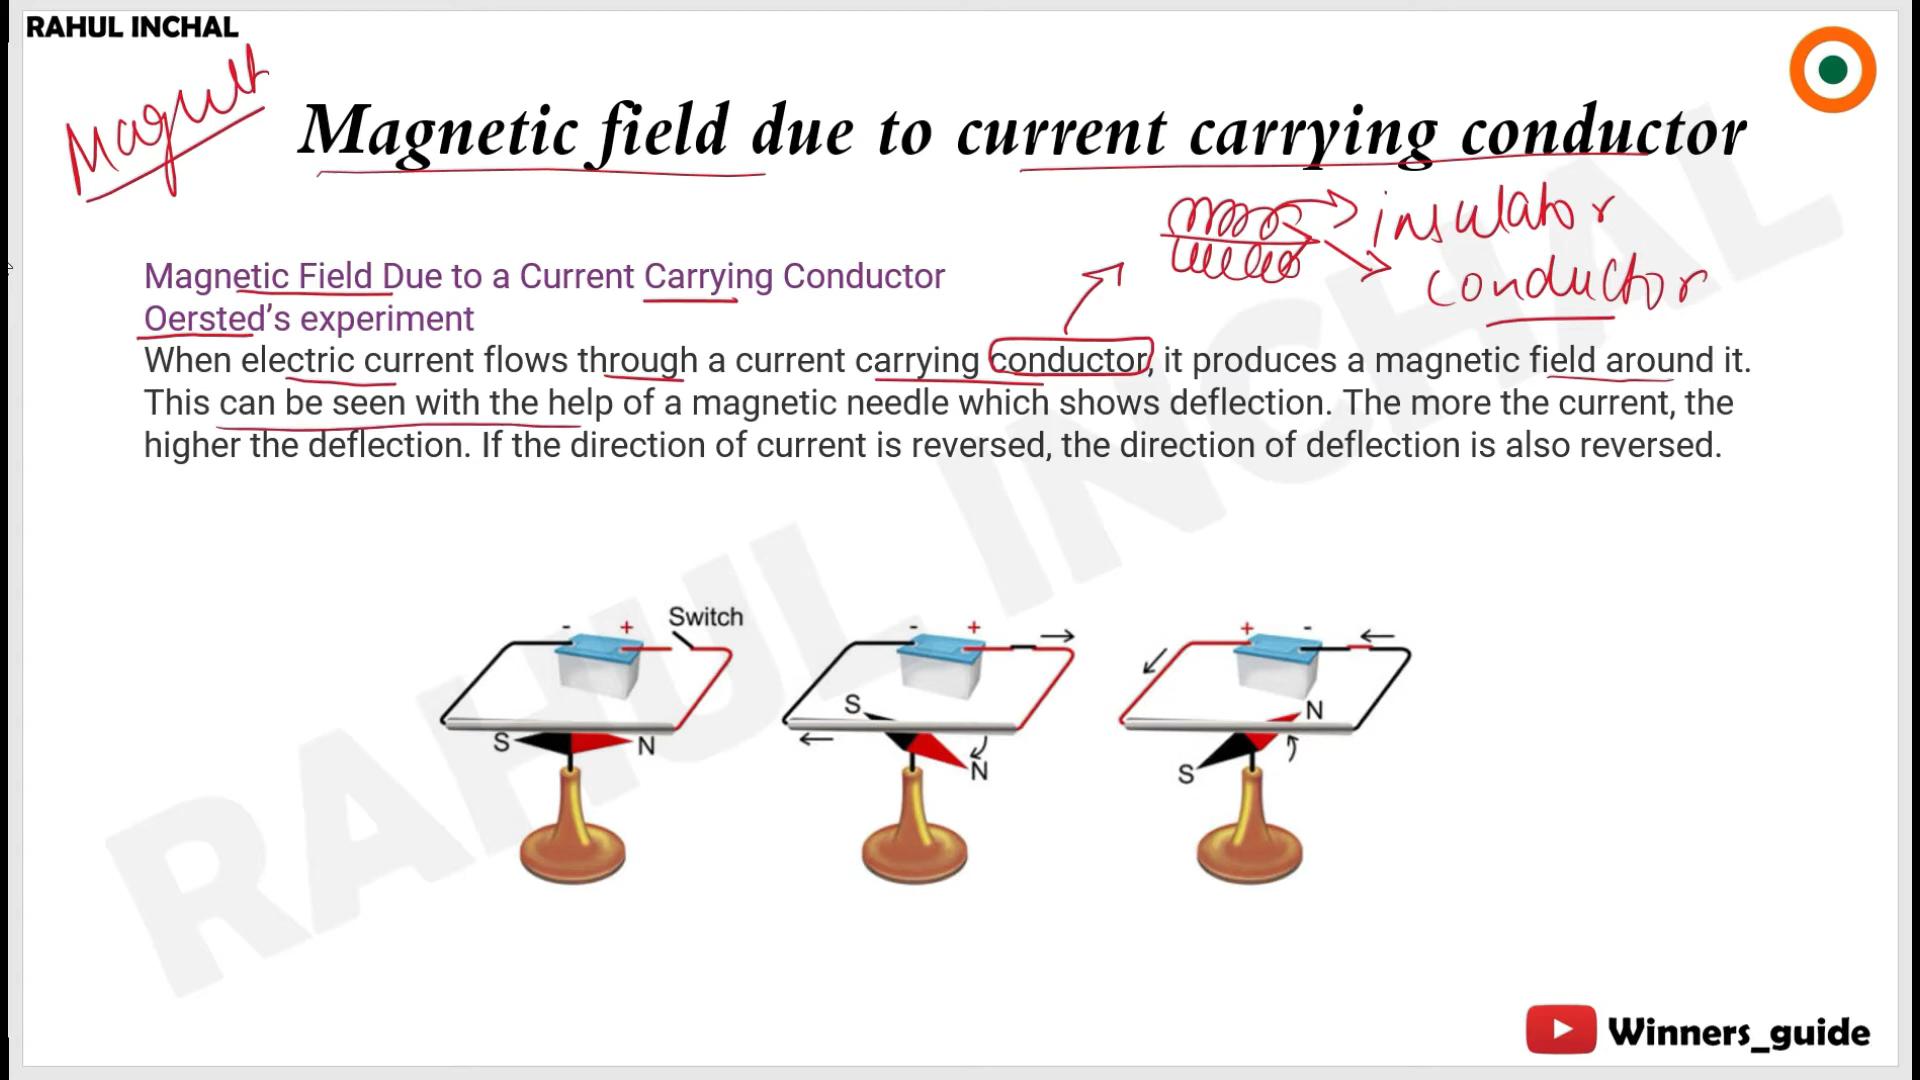 RAHUL INCHAL
Magnet
Magnetic field due to current carrying conductor
insulator
conductor
Magnetic Field Due to a Current Carrying Conductor
Oersted’s experiment
When electric current flows through a current carrying conductor, it produces a magnetic field around it.
This can be seen with the help of a magnetic needle which shows deflection. The more the current, the
higher the deflection. If the direction of current is reversed, the direction of deflection is also reversed.
- + Switch
- +
+ -
S N
S N
S N
RAHUL INCHAL
Winners_guide